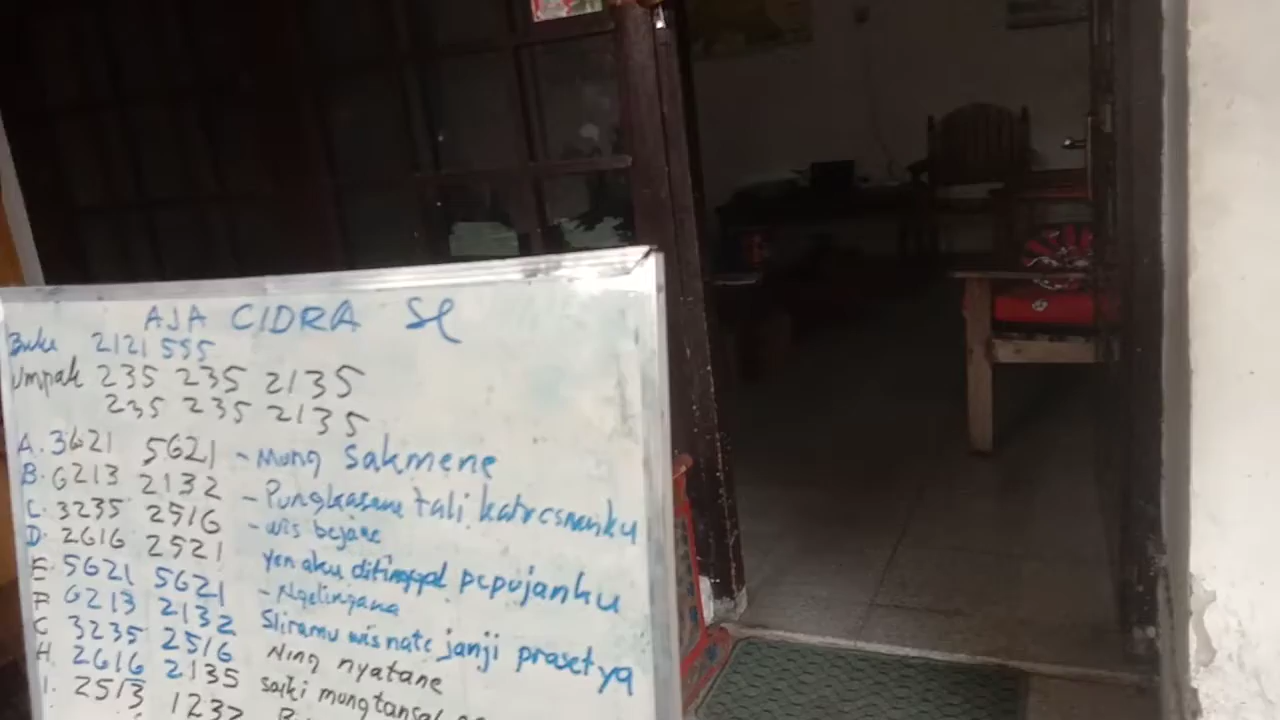 AJA CIDRA Sl
Buka 2121 555
Umpak 235 235 2135
235 235 2135
A. 3621 5621 - Mung Sakmene
B. 6213 2132 - Pungkasane tali katresnanku
C. 3235 2516 - wis bejane
D. 2616 2521 yen aku ditinggal pepujanku
E. 5621 5621 - Ngelingana
F 6213 2132 Sliramu wis nate janji prasetya
G 3235 2516 Ning nyatane
H. 2616 2135 saiki mung
I. 2513 1232